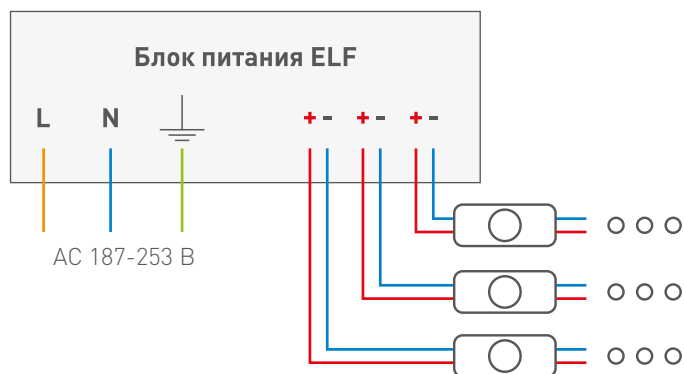 Блок питания ELF
L N + - + - + -
AC 187-253 В